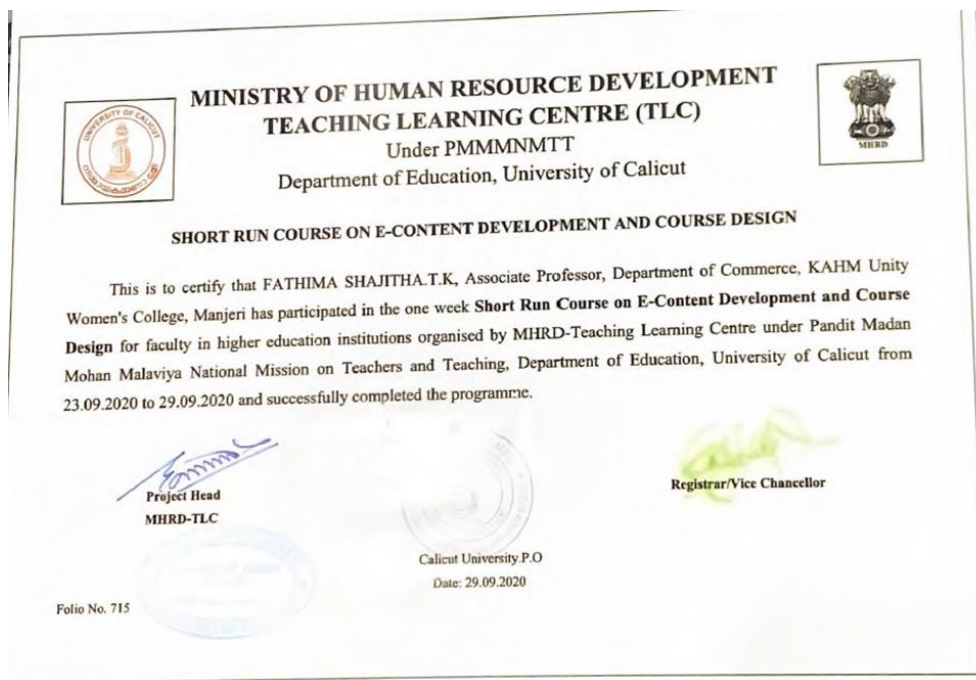 MINISTRY OF HUMAN RESOURCE DEVELOPMENT
TEACHING LEARNING CENTRE (TLC)
Under PMMMNMTT
Department of Education, University of Calicut
UNIVERSITY OF CALICUT
MHRD
SHORT RUN COURSE ON E-CONTENT DEVELOPMENT AND COURSE DESIGN
This is to certify that FATHIMA SHAJITHA.T.K, Associate Professor, Department of Commerce, KAHM Unity
Women's College, Manjeri has participated in the one week Short Run Course on E-Content Development and Course
Design for faculty in higher education institutions organised by MHRD-Teaching Learning Centre under Pandit Madan
Mohan Malaviya National Mission on Teachers and Teaching, Department of Education, University of Calicut from
23.09.2020 to 29.09.2020 and successfully completed the programme.
Project Head
MHRD-TLC
Registrar/Vice Chancellor
Calicut University.P.O
Date: 29.09.2020
Folio No. 715